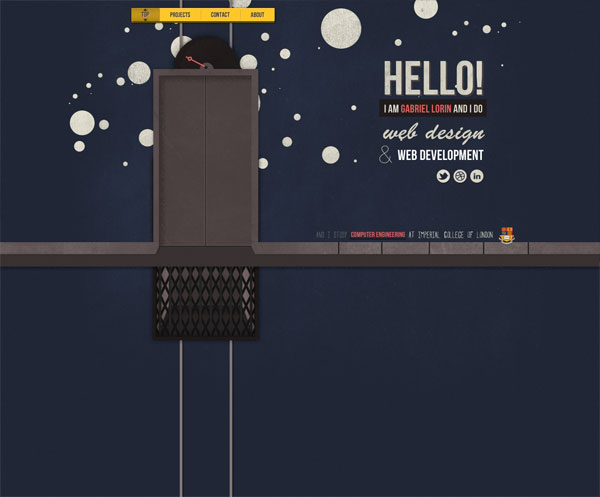 TOP PROJECTS CONTACT ABOUT
HELLO!
I AM GABRIEL LORIN AND I DO
web design
& WEB DEVELOPMENT
in
AND I STUDY COMPUTER ENGINEERING AT IMPERIAL COLLEGE OF LONDON